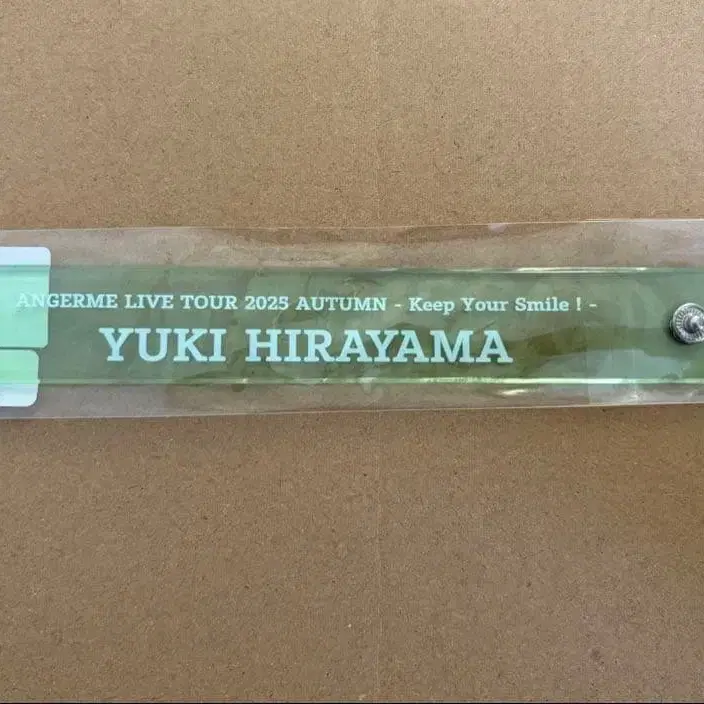 ANGERME LIVE TOUR 2025 AUTUMN - Keep Your Smile ! -
YUKI HIRAYAMA